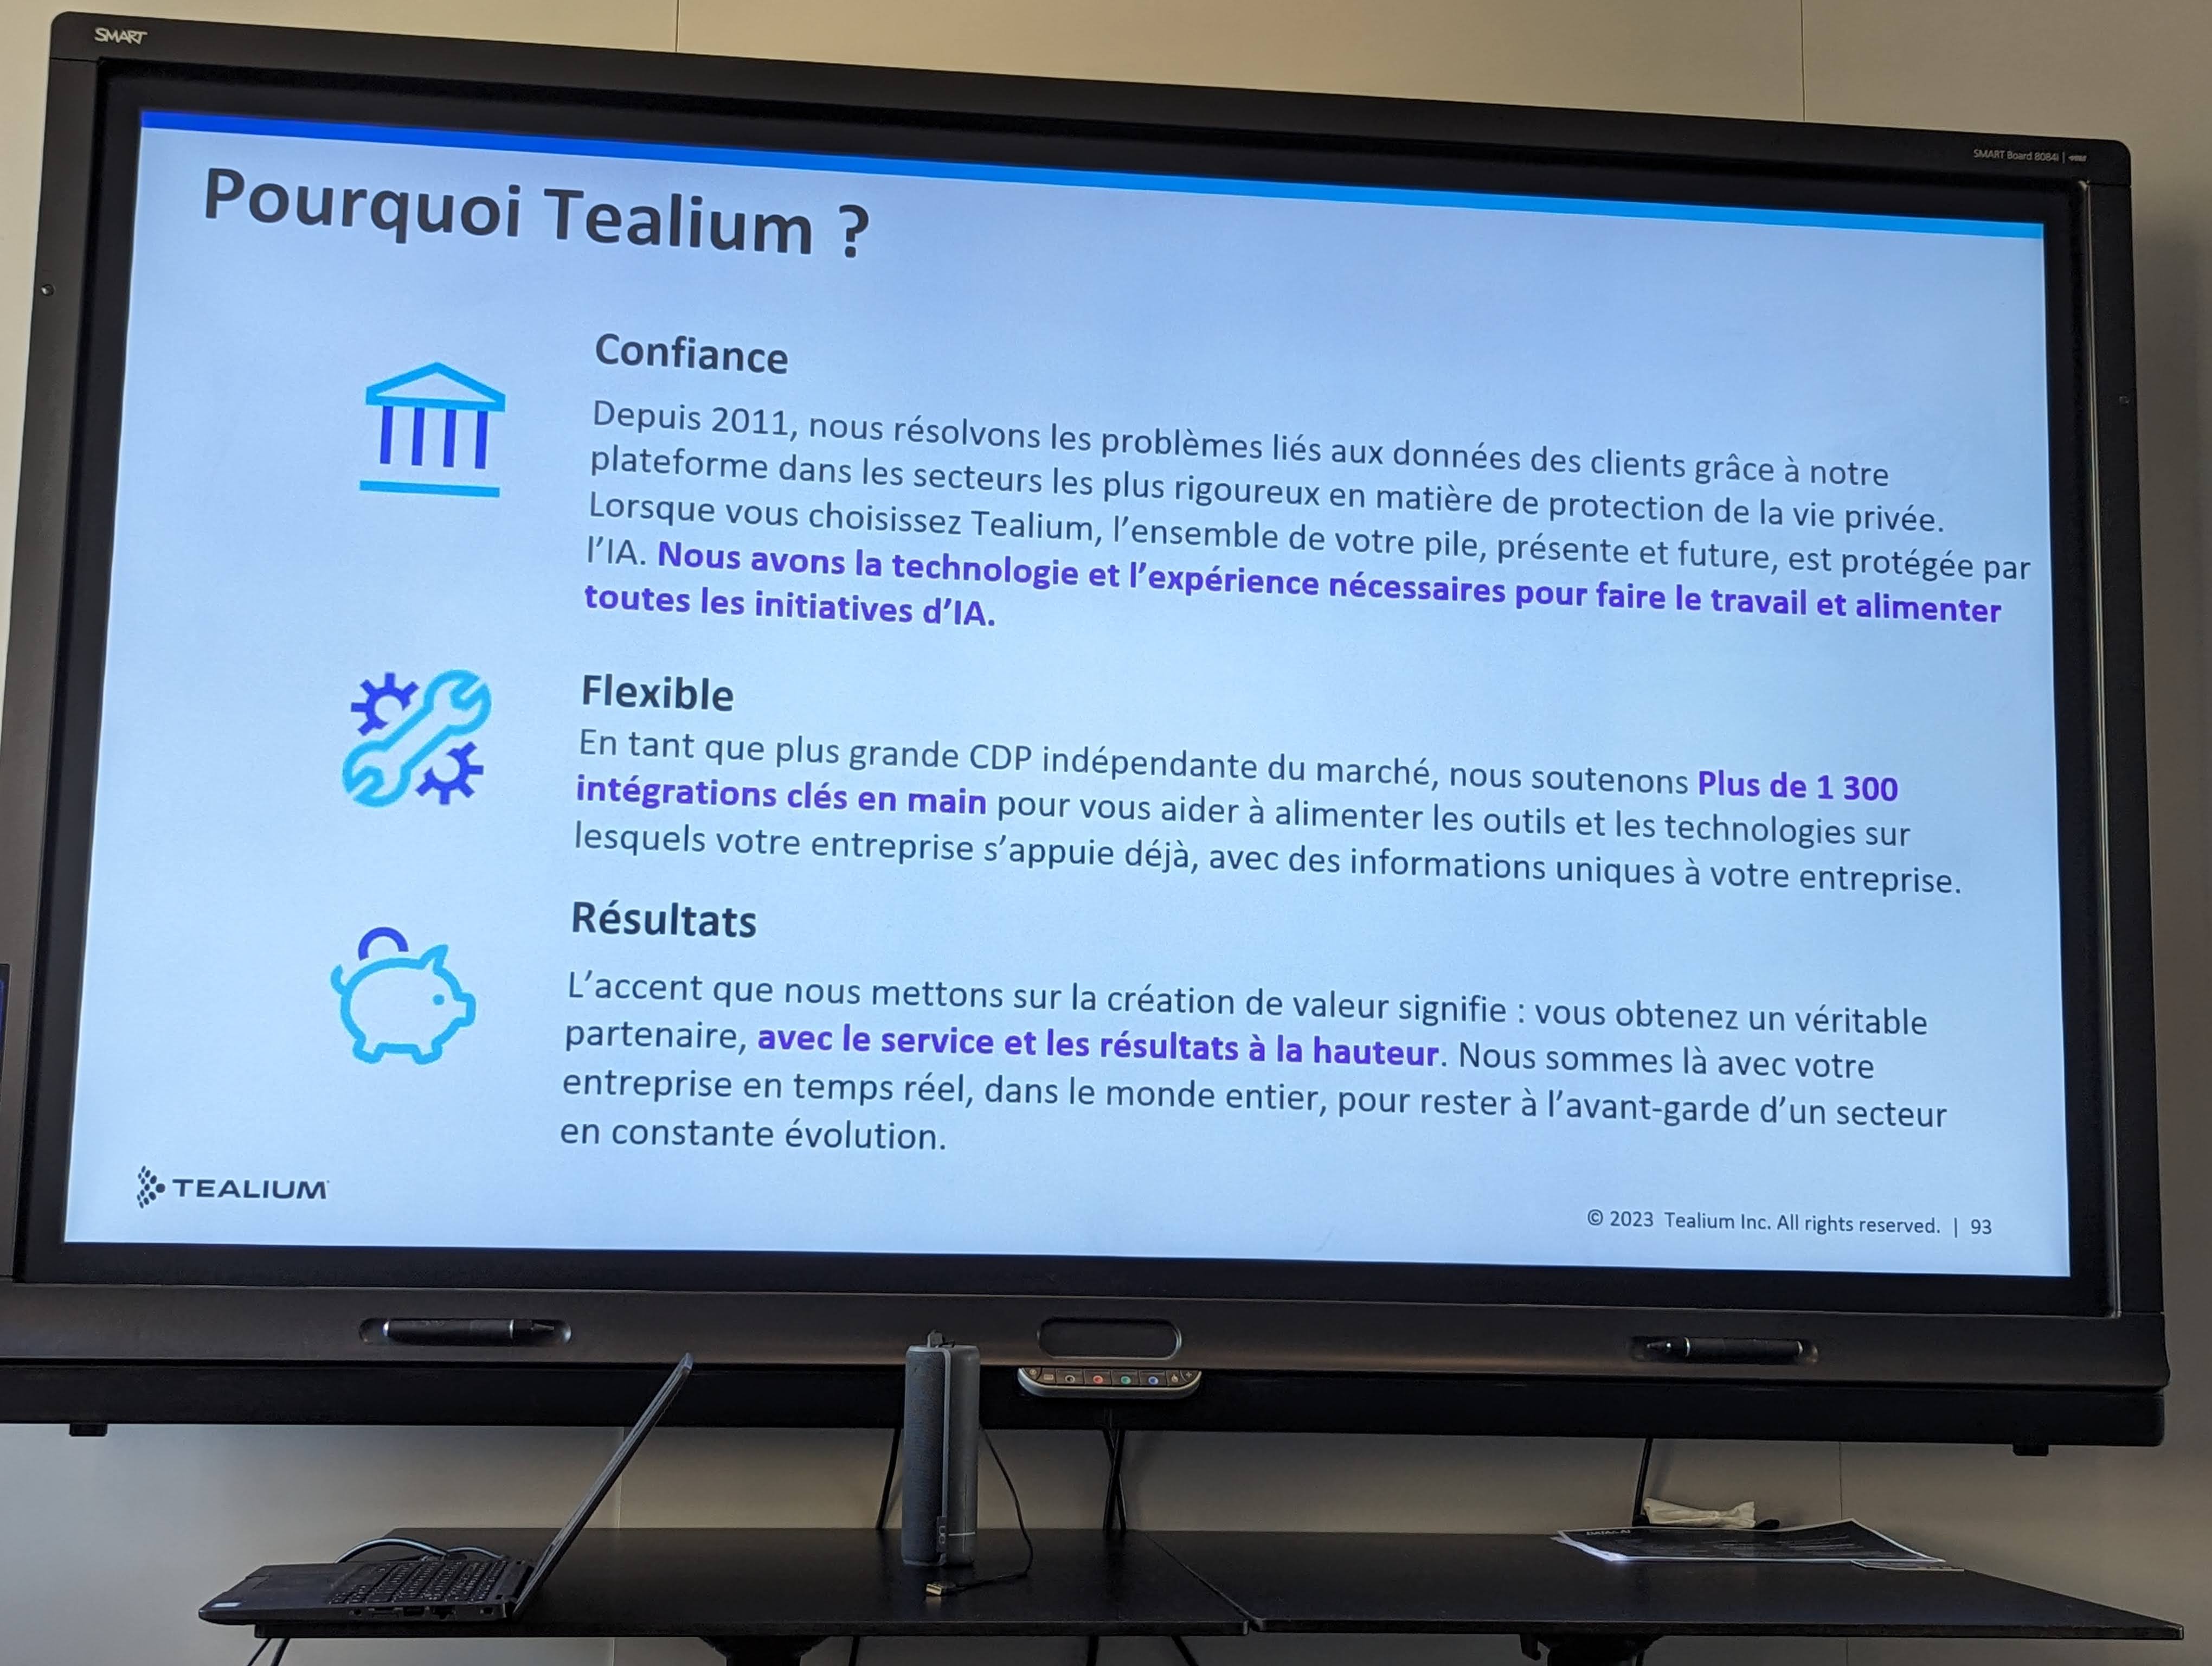 SMART
SMART Board 8084i
Pourquoi Tealium ?
Confiance
Depuis 2011, nous résolvons les problèmes liés aux données des clients grâce à notre
plateforme dans les secteurs les plus rigoureux en matière de protection de la vie privée.
Lorsque vous choisissez Tealium, l’ensemble de votre pile, présente et future, est protégée par
l’IA. Nous avons la technologie et l’expérience nécessaires pour faire le travail et alimenter
toutes les initiatives d’IA.
Flexible
En tant que plus grande CDP indépendante du marché, nous soutenons Plus de 1 300
intégrations clés en main pour vous aider à alimenter les outils et les technologies sur
lesquels votre entreprise s’appuie déjà, avec des informations uniques à votre entreprise.
Résultats
L’accent que nous mettons sur la création de valeur signifie : vous obtenez un véritable
partenaire, avec le service et les résultats à la hauteur. Nous sommes là avec votre
entreprise en temps réel, dans le monde entier, pour rester à l’avant-garde d’un secteur
en constante évolution.
TEALIUM
© 2023 Tealium Inc. All rights reserved. | 93